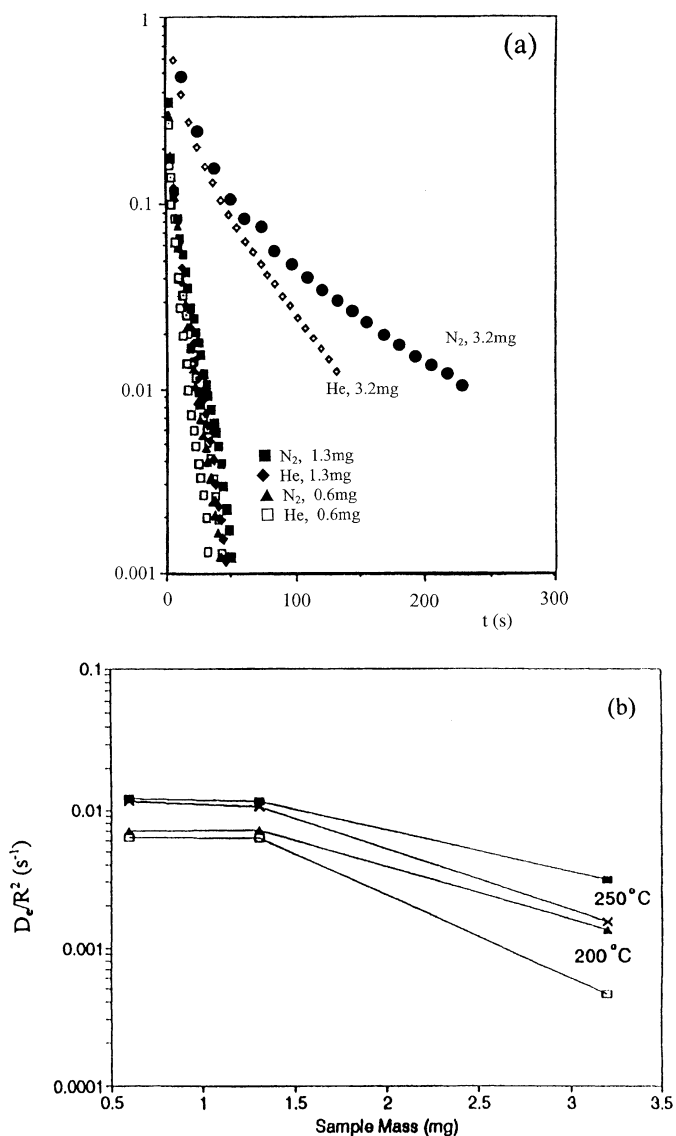 (a)
1
0.1
0.01
0.001
N₂, 3.2mg
He, 3.2mg
N₂, 1.3mg
He, 1.3mg
N₂, 0.6mg
He, 0.6mg
0 100 200 300
t (s)
(b)
0.1
0.01
0.001
0.0001
Dₑ/R² (s⁻¹)
250°C
200°C
0.5 1 1.5 2 2.5 3 3.5
Sample Mass (mg)